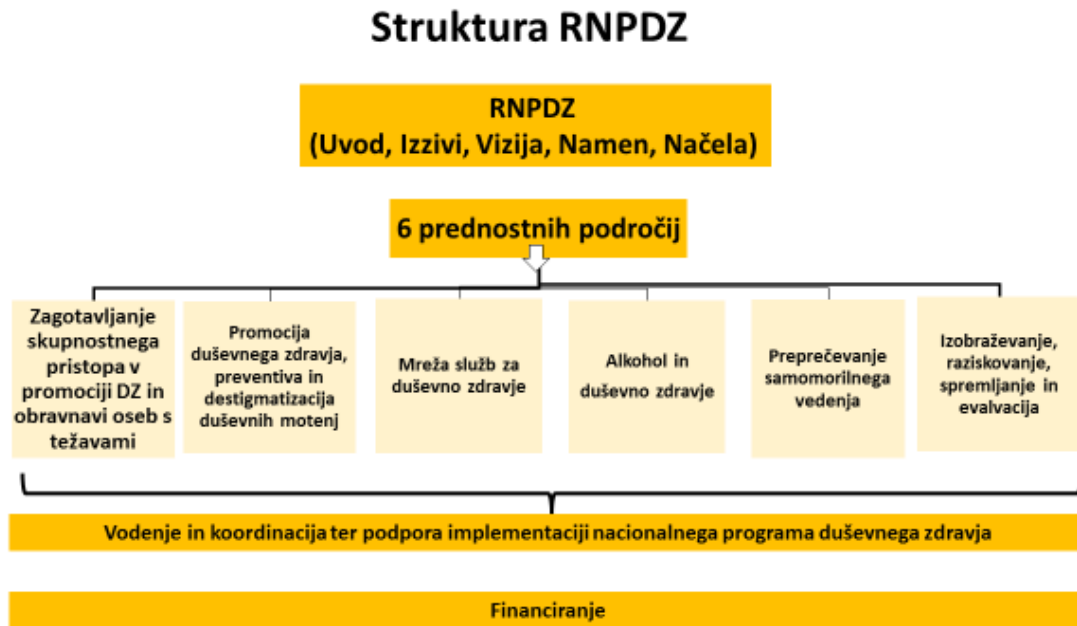 Struktura RNPDZ
RNPDZ
(Uvod, Izzivi, Vizija, Namen, Načela)
6 prednostnih področij
Zagotavljanje
skupnostnega
pristopa v
promociji DZ in
obravnavi oseb s
težavami
Promocija
duševnega zdravja,
preventiva in
destigmatizacija
duševnih motenj
Mreža služb za
duševno zdravje
Alkohol in
duševno zdravje
Preprečevanje
samomorilnega
vedenja
Izobraževanje,
raziskovanje,
spremljanje in
evalvacija
Vodenje in koordinacija ter podpora implementaciji nacionalnega programa duševnega zdravja
Financiranje